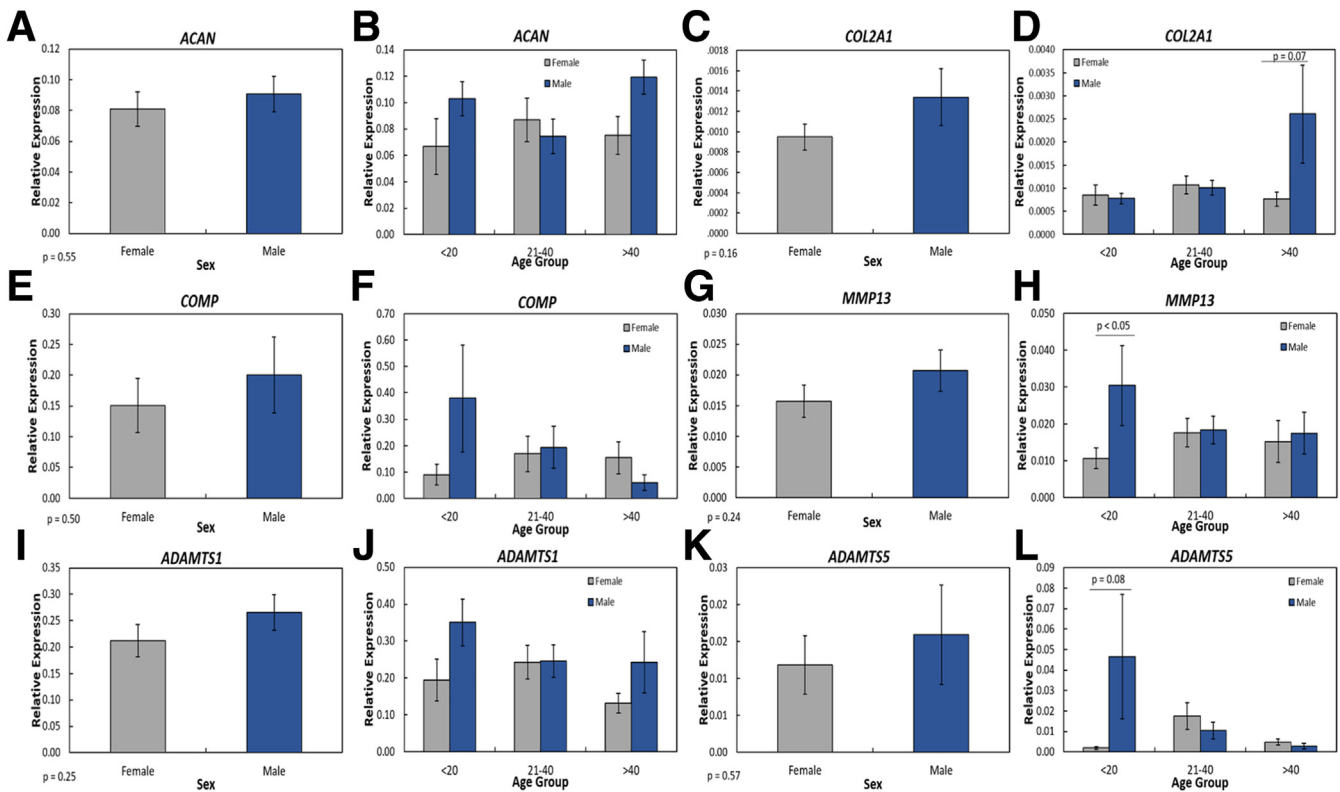 A
ACAN
Relative Expression
0.12
0.10
0.08
0.06
0.04
0.02
0.00
Female
Male
p = 0.55
Sex
B
ACAN
Relative Expression
0.14
0.12
0.10
0.08
0.06
0.04
0.02
0.00
Female
Male
<20
21-40
>40
Age Group
C
COL2A1
Relative Expression
.0018
.0016
.0014
.0012
.0010
.0008
.0006
.0004
.0002
.0000
Female
Male
p = 0.16
Sex
D
COL2A1
Relative Expression
0.0040
0.0035
0.0030
0.0025
0.0020
0.0015
0.0010
0.0005
0.0000
Female
Male
p = 0.07
<20
21-40
>40
Age Group
E
COMP
Relative Expression
0.30
0.25
0.20
0.15
0.10
0.05
0.00
Female
Male
p = 0.50
Sex
F
COMP
Relative Expression
0.70
0.60
0.50
0.40
0.30
0.20
0.10
0.00
Female
Male
<20
21-40
>40
Age Group
G
MMP13
Relative Expression
0.030
0.025
0.020
0.015
0.010
0.005
0.000
Female
Male
p = 0.24
Sex
H
MMP13
Relative Expression
0.050
0.040
0.030
0.020
0.010
0.000
p < 0.05
Female
Male
<20
21-40
>40
Age Group
I
ADAMTS1
Relative Expression
0.35
0.30
0.25
0.20
0.15
0.10
0.05
0.00
Female
Male
p = 0.25
Sex
J
ADAMTS1
Relative Expression
0.50
0.40
0.30
0.20
0.10
0.00
Female
Male
<20
21-40
>40
Age Group
K
ADAMTS5
Relative Expression
0.03
0.02
0.02
0.01
0.01
0.00
Female
Male
p = 0.57
Sex
L
ADAMTS5
Relative Expression
0.09
0.08
0.07
0.06
0.05
0.04
0.03
0.02
0.01
0.00
p = 0.08
Female
Male
<20
21-40
>40
Age Group